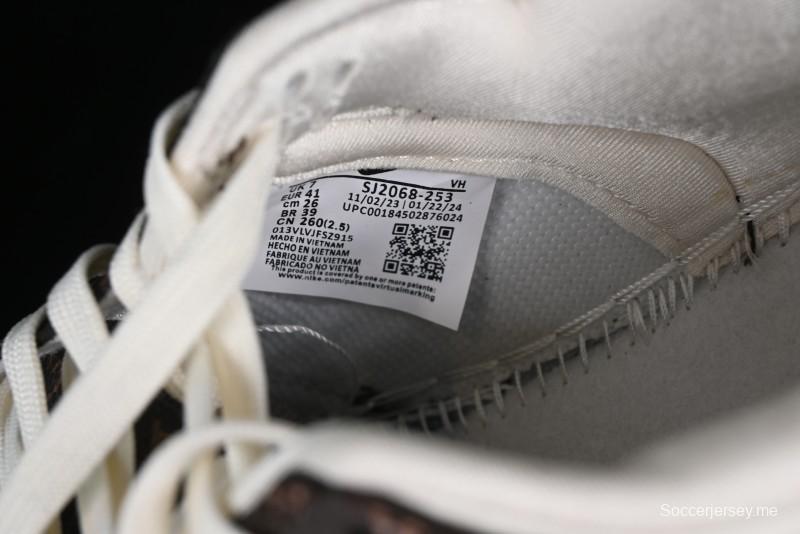 UK 7
EUR 41
cm 26
BR 39
CN 260(2.5)
013VLVJFSZ915
MADE IN VIETNAM
HECHO EN VIETNAM
FABRIQUE AU VIETNAM
FABRICADO NO VIETNA
This product is covered by one or more patents:
www.nike.com/patentsvirtualmarking
VH
SJ2068-253
11/02/23 | 01/22/24
UPC00184502876024
Soccerjersey.me